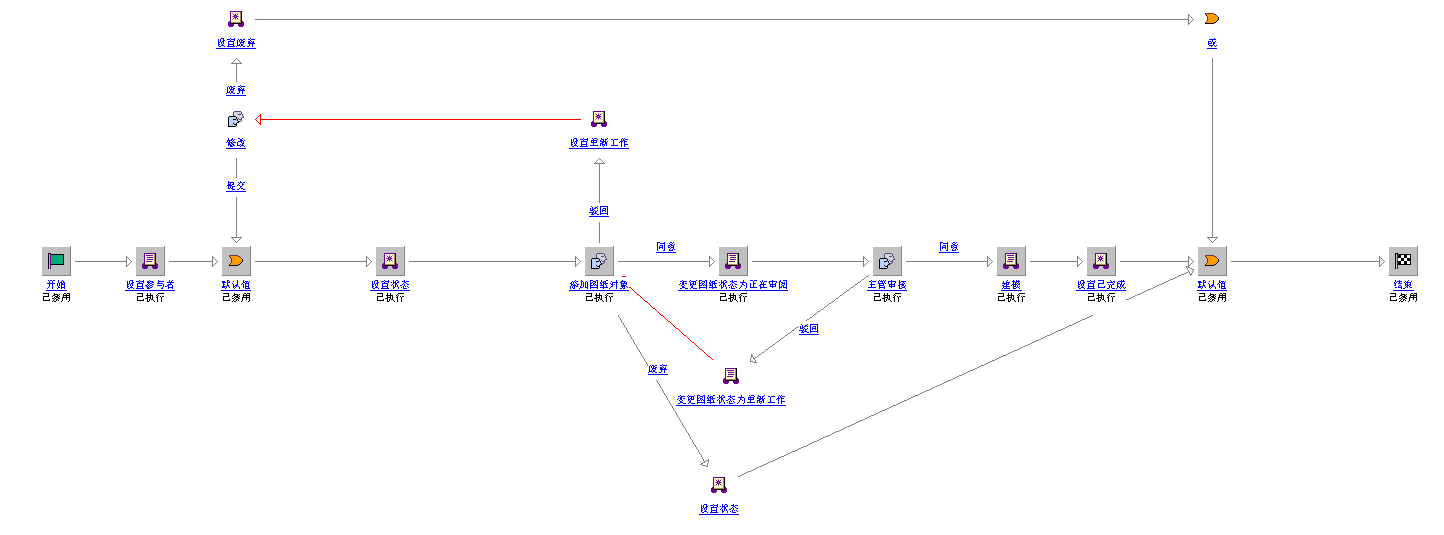 设置废弃
或
废弃
修改
设置重新工作
提交
驳回
同意
同意
开始
已参用
设置参与者
已执行
默认值
已参用
设置状态
已执行
添加图纸对象
已执行
变更图纸状态为正在审阅
已执行
主管审核
已执行
已执行
设置已完成
已执行
默认值
已参用
结束
已参用
驳回
废弃
变更图纸状态为重新工作
设置状态